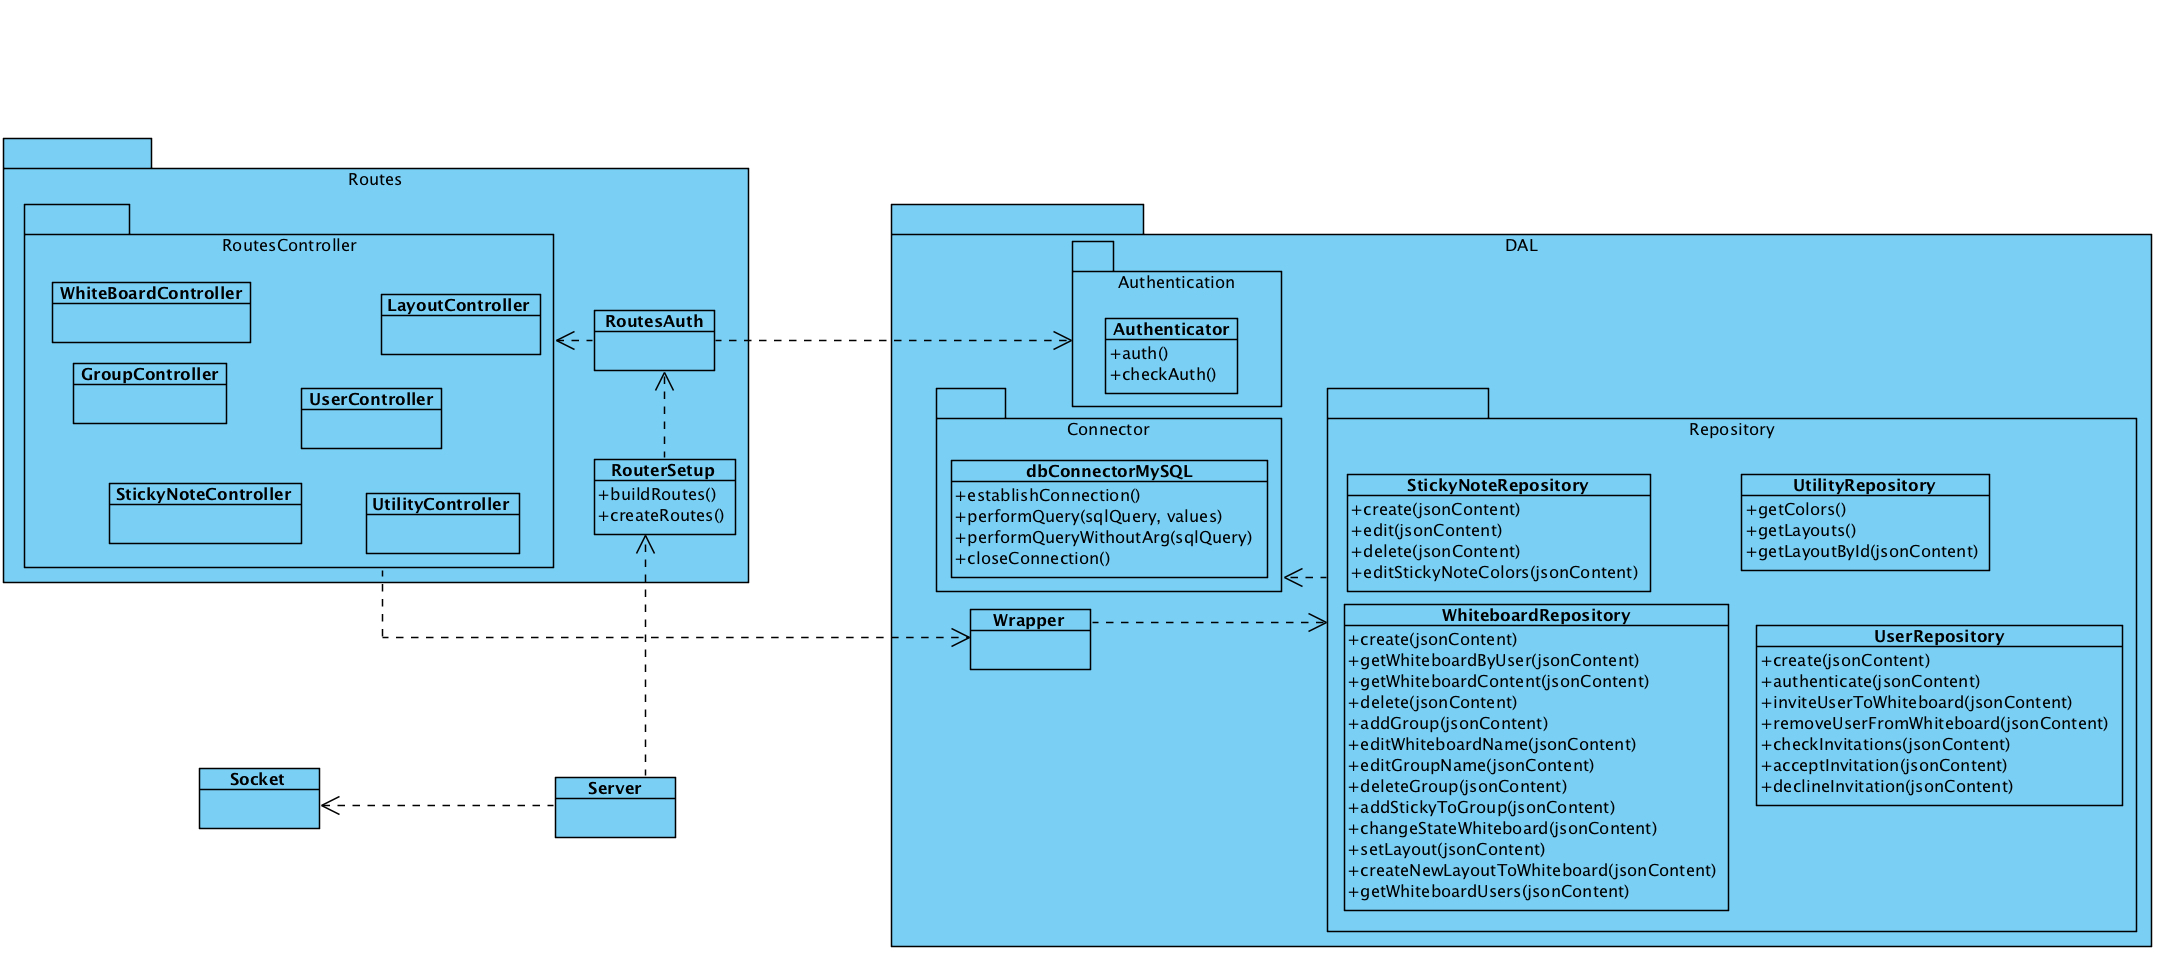 Routes
RoutesController
WhiteBoardController
LayoutController
GroupController
UserController
StickyNoteController
UtilityController
RoutesAuth
RouterSetup
+buildRoutes()
+createRoutes()
Socket
Server
DAL
Authentication
Authenticator
+auth()
+checkAuth()
Connector
dbConnectorMySQL
+establishConnection()
+performQuery(sqlQuery, values)
+performQueryWithoutArg(sqlQuery)
+closeConnection()
Wrapper
Repository
StickyNoteRepository
+create(jsonContent)
+edit(jsonContent)
+delete(jsonContent)
+editStickyNoteColors(jsonContent)
UtilityRepository
+getColors()
+getLayouts()
+getLayoutById(jsonContent)
WhiteboardRepository
+create(jsonContent)
+getWhiteboardByUser(jsonContent)
+getWhiteboardContent(jsonContent)
+delete(jsonContent)
+addGroup(jsonContent)
+editWhiteboardName(jsonContent)
+editGroupName(jsonContent)
+deleteGroup(jsonContent)
+addStickyToGroup(jsonContent)
+changeStateWhiteboard(jsonContent)
+setLayout(jsonContent)
+createNewLayoutToWhiteboard(jsonContent)
+getWhiteboardUsers(jsonContent)
UserRepository
+create(jsonContent)
+authenticate(jsonContent)
+inviteUserToWhiteboard(jsonContent)
+removeUserFromWhiteboard(jsonContent)
+checkInvitations(jsonContent)
+acceptInvitation(jsonContent)
+declineInvitation(jsonContent)